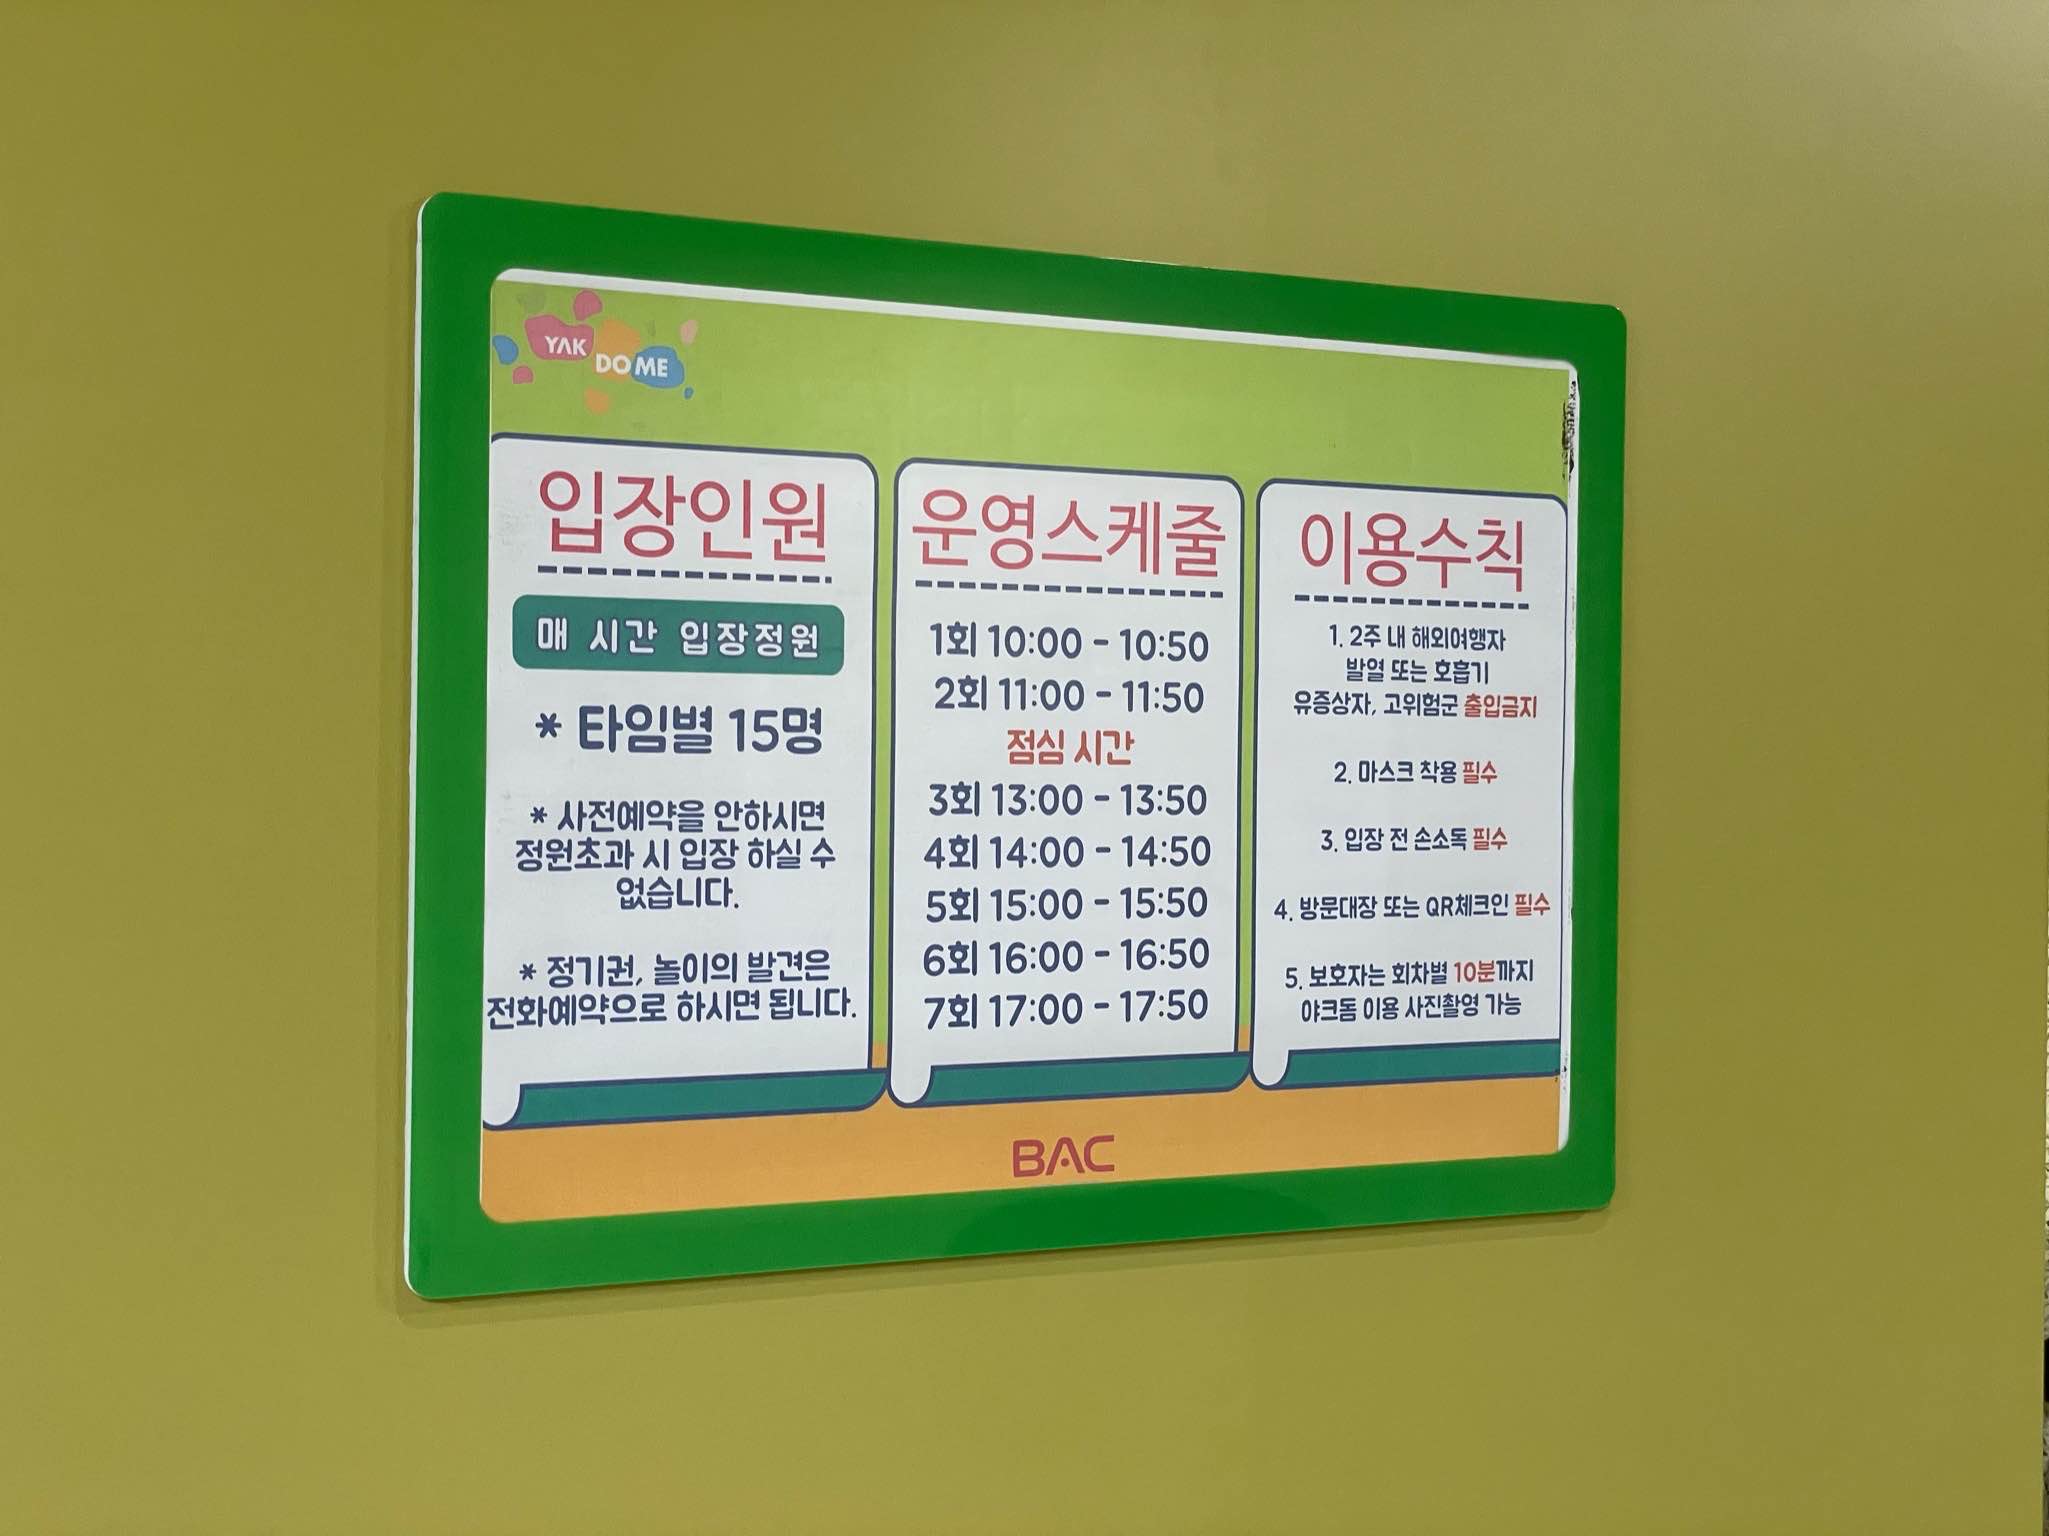 YAK
DOME
입장인원
매 시간 입장정원
* 타임별 15명
* 사전예약을 안하시면
정원초과 시 입장 하실 수
없습니다.
* 정기권, 놀이의 발견은
전화예약으로 하시면 됩니다.
운영스케줄
1회 10:00 - 10:50
2회 11:00 - 11:50
점심 시간
3회 13:00 - 13:50
4회 14:00 - 14:50
5회 15:00 - 15:50
6회 16:00 - 16:50
7회 17:00 - 17:50
이용수칙
1. 2주 내 해외여행자
발열 또는 호흡기
유증상자, 고위험군 출입금지
2. 마스크 착용 필수
3. 입장 전 손소독 필수
4. 방문대장 또는 QR체크인 필수
5. 보호자는 회차별 10분까지
야크돔 이용 사진촬영 가능
BAC